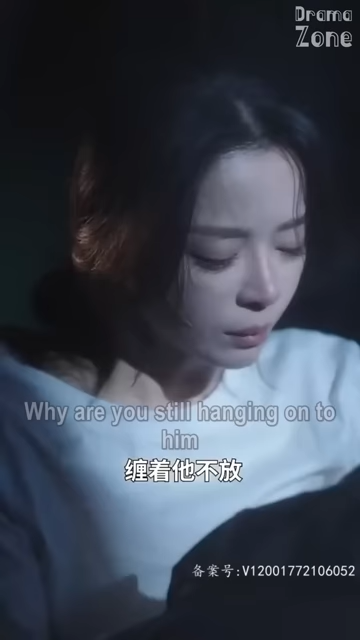 Drama
Zone
Why are you still hanging on to
him
缠着他不放
备案号:V12001772106052